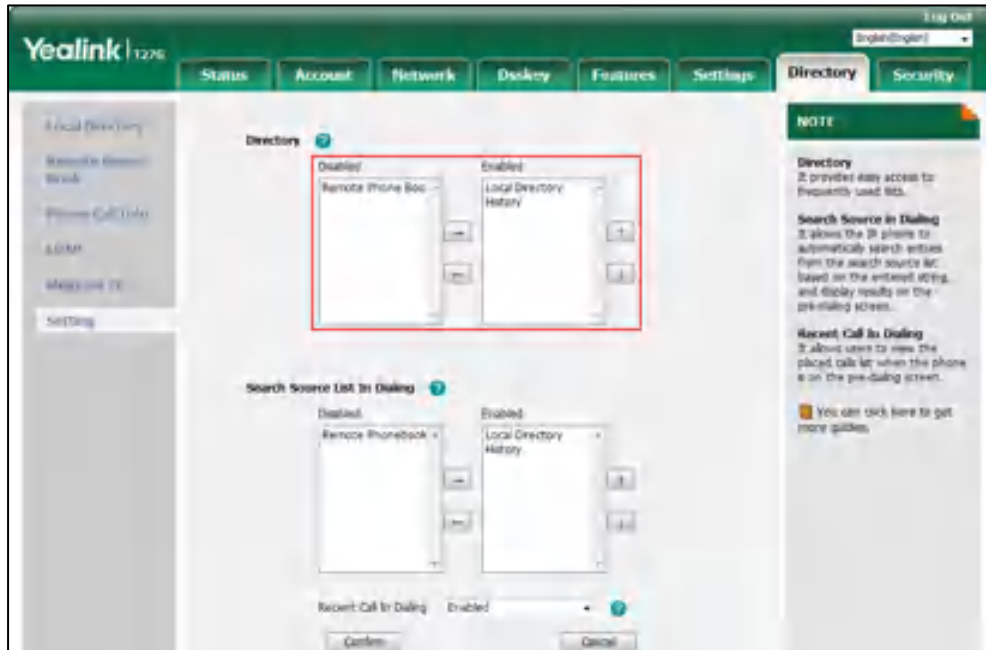 Log Out
English(English)
Yealink T27G
Status Account Network Dsskey Features Settings Directory Security
Local Directory
Remote Phone Book
Phone Call Info
LDAP
Multicast IP
Setting
Directory
Disabled
Remote Phone Boo
Enabled
Local Directory
History
Search Source List In Dialing
Disabled
Remote Phonebook
Enabled
Local Directory
History
Recent Call In Dialing Enabled
Confirm Cancel
NOTE
Directory
It provides easy access to
frequently used lists.
Search Source in Dialing
It allows the IP phone to
automatically search entries
from the search source list
based on the entered string,
and display results on the
pre-dialing screen.
Recent Call In Dialing
It allows users to view the
placed calls list when the phone
is on the pre-dialing screen.
You can click here to get
more guides.